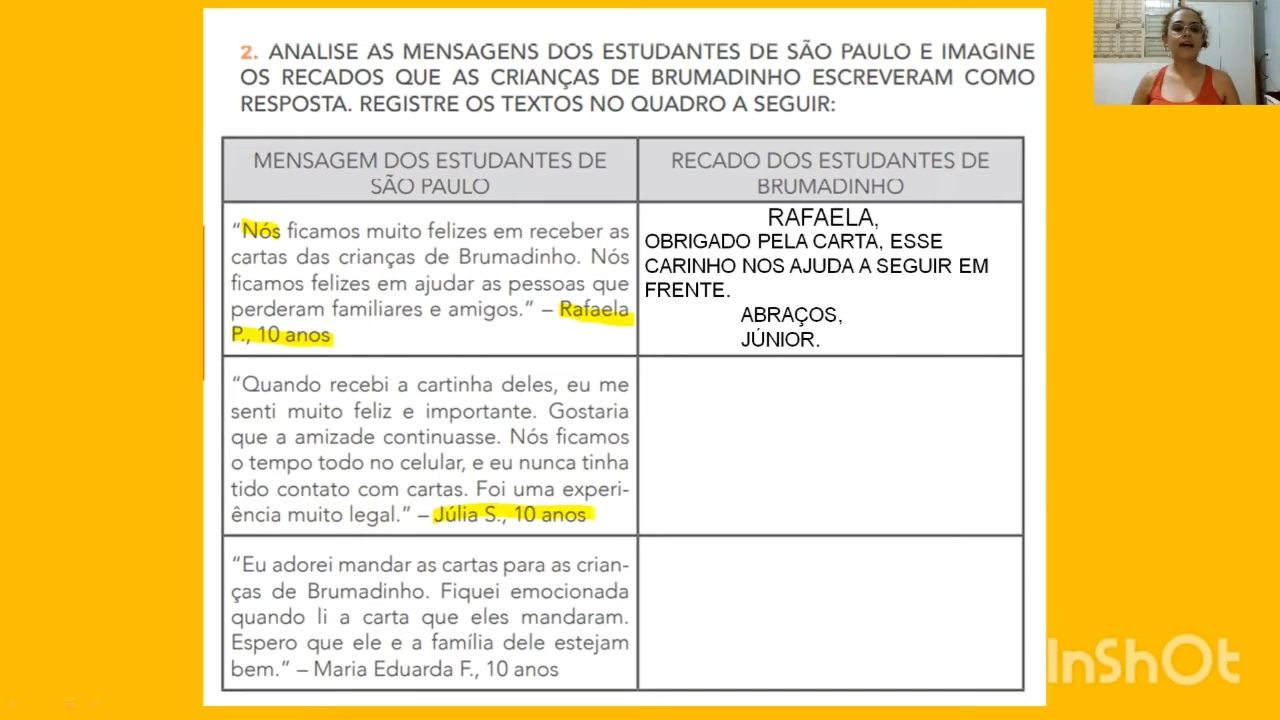 2. ANALISE AS MENSAGENS DOS ESTUDANTES DE SÃO PAULO E IMAGINE
OS RECADOS QUE AS CRIANÇAS DE BRUMADINHO ESCREVERAM COMO
RESPOSTA. REGISTRE OS TEXTOS NO QUADRO A SEGUIR:
MENSAGEM DOS ESTUDANTES DE
SÃO PAULO
RECADO DOS ESTUDANTES DE
BRUMADINHO
“Nós ficamos muito felizes em receber as
cartas das crianças de Brumadinho. Nós
ficamos felizes em ajudar as pessoas que
perderam familiares e amigos.” – Rafaela
P., 10 anos
RAFAELA,
OBRIGADO PELA CARTA, ESSE
CARINHO NOS AJUDA A SEGUIR EM
FRENTE.
ABRAÇOS,
JÚNIOR.
“Quando recebi a cartinha deles, eu me
senti muito feliz e importante. Gostaria
que a amizade continuasse. Nós ficamos
o tempo todo no celular, e eu nunca tinha
tido contato com cartas. Foi uma experi-
ência muito legal.” – Júlia S., 10 anos
“Eu adorei mandar as cartas para as crian-
ças de Brumadinho. Fiquei emocionada
quando li a carta que eles mandaram.
Espero que ele e a família dele estejam
bem.” – Maria Eduarda F., 10 anos
InShOt